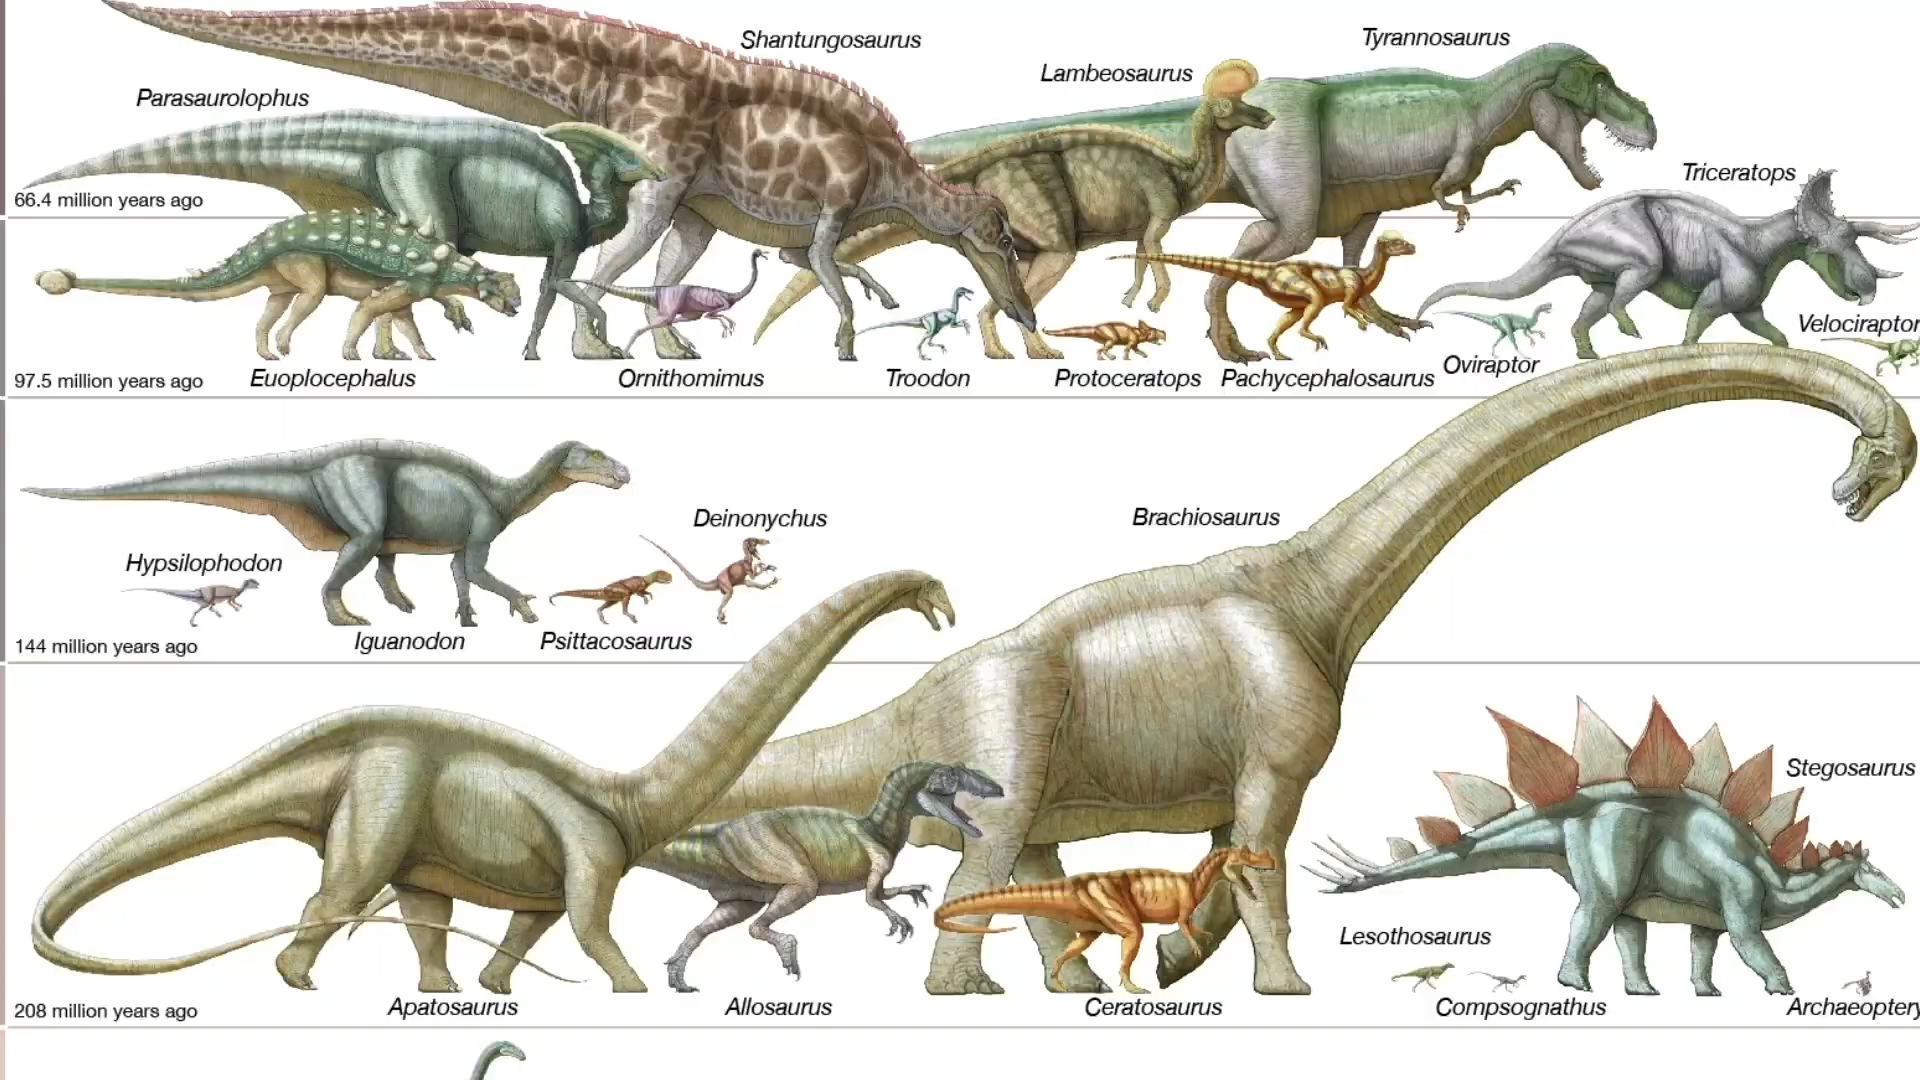 Shantungosaurus
Tyrannosaurus
Lambeosaurus
Parasaurolophus
Triceratops
66.4 million years ago
Velociraptor
Oviraptor
97.5 million years ago
Euoplocephalus
Ornithomimus
Troodon
Protoceratops
Pachycephalosaurus
Brachiosaurus
Deinonychus
Hypsilophodon
Iguanodon
Psittacosaurus
144 million years ago
Stegosaurus
Lesothosaurus
208 million years ago
Apatosaurus
Allosaurus
Ceratosaurus
Compsognathus
Archaeoptery